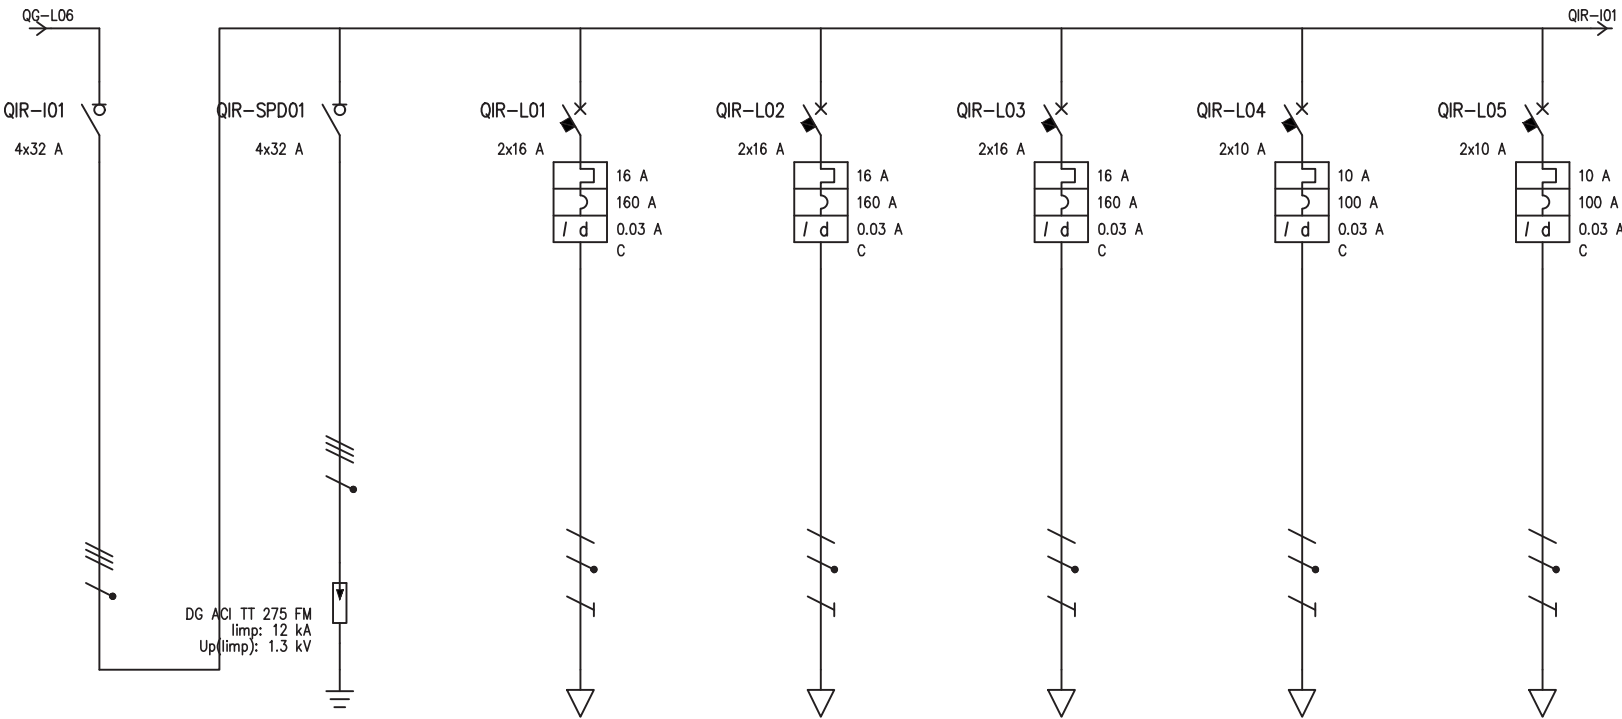 QG-L06
QIR-I01
QIR-I01
4x32 A
QIR-SPD01
4x32 A
DG ACI TT 275 FM
Iimp: 12 kA
Up(Iimp): 1.3 kV
QIR-L01
2x16 A
16 A
160 A
I d
0.03 A
C
QIR-L02
2x16 A
16 A
160 A
I d
0.03 A
C
QIR-L03
2x16 A
16 A
160 A
I d
0.03 A
C
QIR-L04
2x10 A
10 A
100 A
I d
0.03 A
C
QIR-L05
2x10 A
10 A
100 A
I d
0.03 A
C